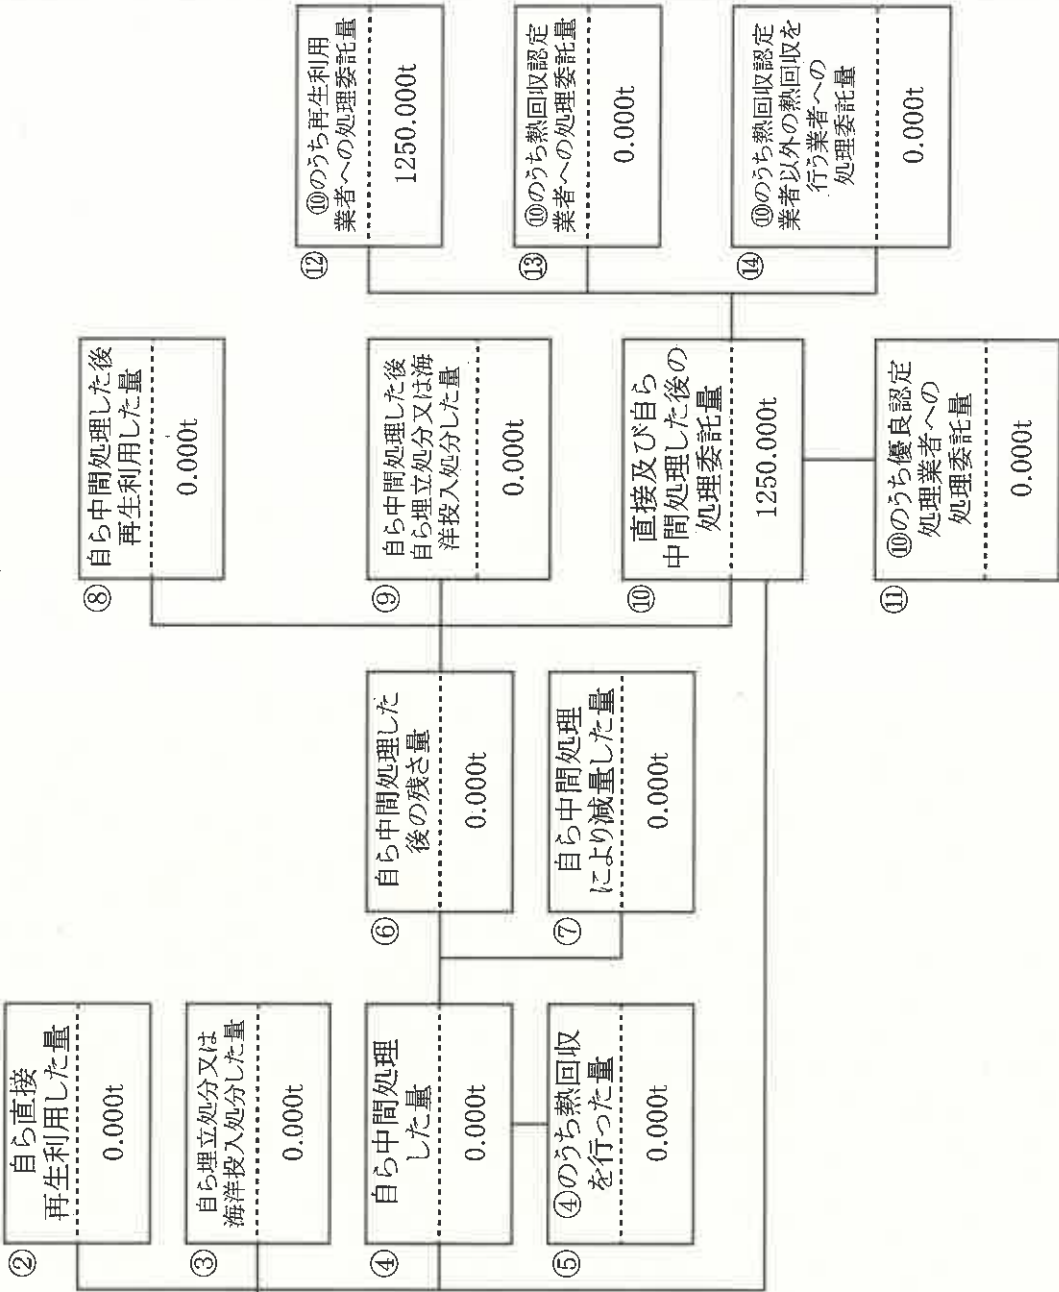 ②
自ら直接
再生利用した量
0.000t
③
自ら埋立処分又は
海洋投入処分した量
0.000t
④
自ら中間処理
した量
0.000t
⑤
④のうち熱回収
を行った量
0.000t
⑥
自ら中間処理した
後の残さ量
0.000t
⑦
自ら中間処理
により減量した量
0.000t
⑧
自ら中間処理した後
再生利用した量
0.000t
⑨
自ら中間処理した後
自ら埋立処分又は海
洋投入処分した量
0.000t
⑩
直接及び自ら
中間処理した後の
処理委託量
1250.000t
⑪
⑩のうち優良認定
処理業者への
処理委託量
0.000t
⑫
⑩のうち再生利用
業者への処理委託量
1250.000t
⑬
⑩のうち熱回収認定
業者への処理委託量
0.000t
⑭
⑩のうち熱回収認定
業者以外の熱回収を
行う業者への
処理委託量
0.000t